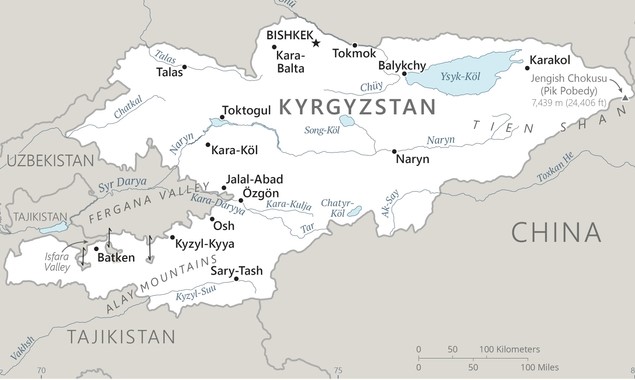 BISHKEK
Kara-
Balta
Tokmok
Balykchy
Karakol
Talas
Talas
Ysyk-Köl
Jengish Chokusu
(Pik Pobedy)
7,439 m (24,406 ft)
Chüy
Chatkal
Toktogul
KYRGYZSTAN
TIEN SHAN
Song-Köl
Naryn
Naryn
Kara-Köl
Naryn
UZBEKISTAN
Toxkan He
Syr Darya
Jalal-Abad
Özgön
FERGANA VALLEY
Kara-Daryya
Kara-Kulja
Chatyr-
Köl
Ak-Say
TAJIKISTAN
Osh
Tar
CHINA
Kyzyl-Kyya
Isfara
Valley
Batken
Sary-Tash
ALAY MOUNTAINS
Kyzyl-Suu
Vakhsh
TAJIKISTAN
0 50 100 Kilometers
0 50 100 Miles
70
75